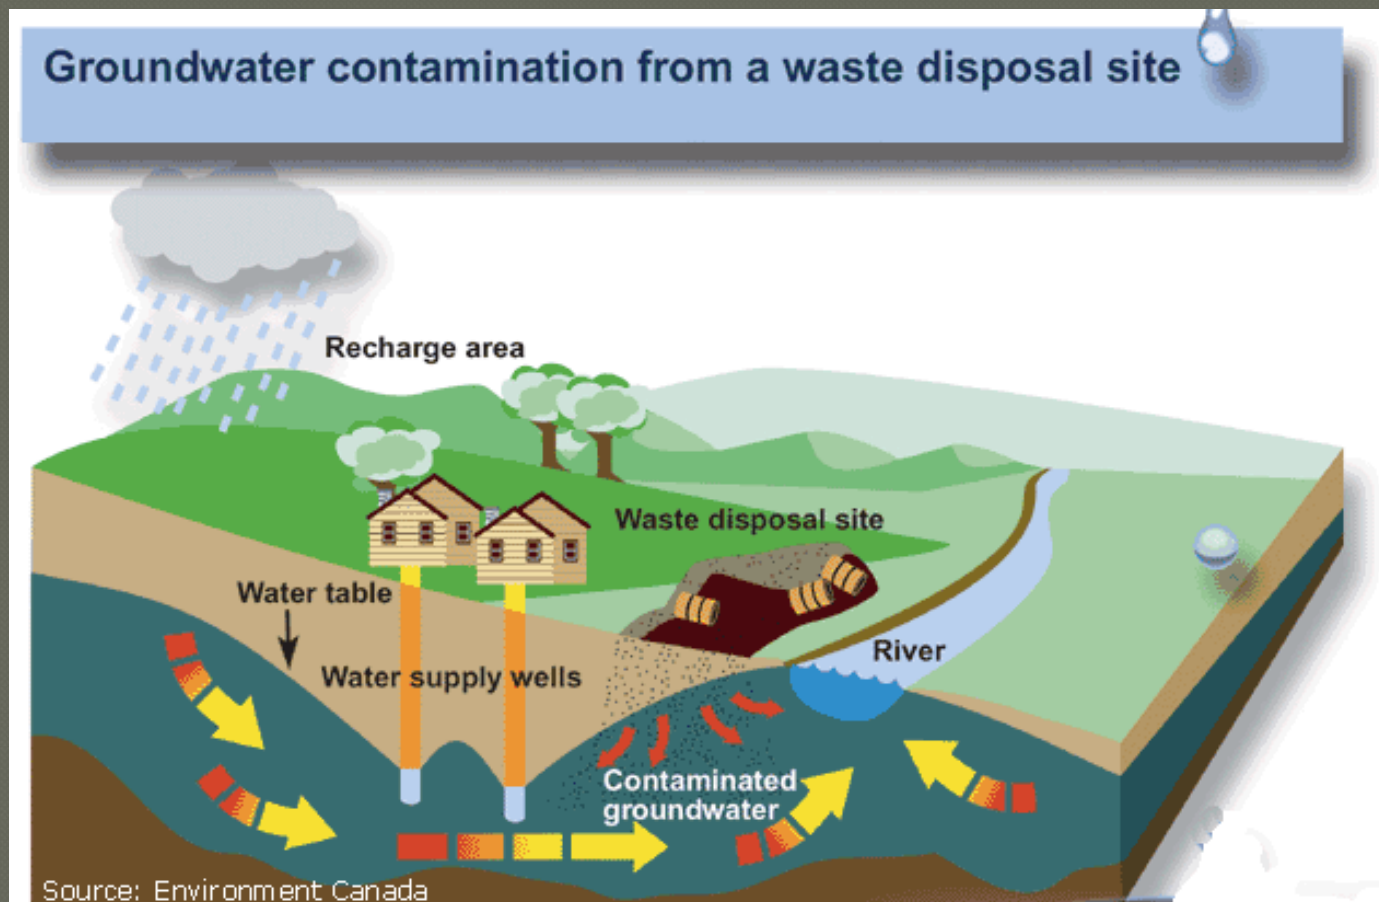 Groundwater contamination from a waste disposal site
Recharge area
Waste disposal site
Water table
River
Water supply wells
Contaminated
groundwater
Source: Environment Canada